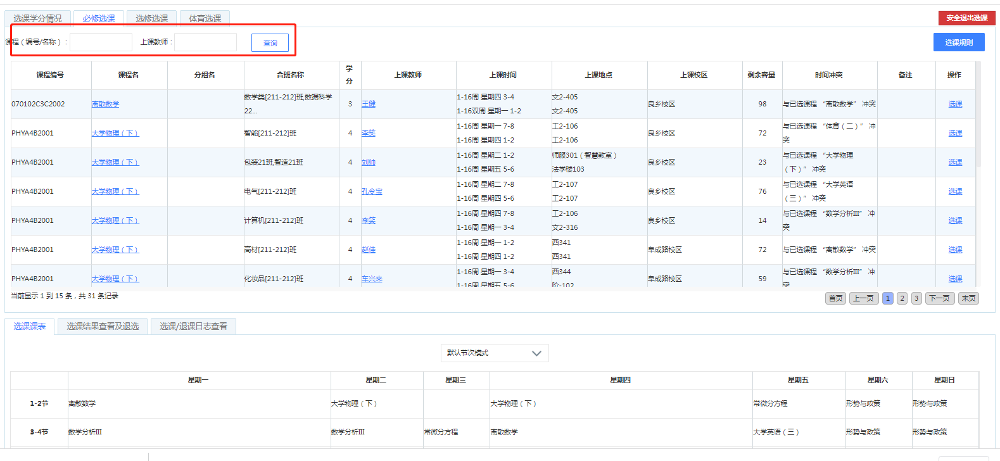 选课学分情况 必修选课 选修选课 体育选课 安全退出选课
课程（编号/名称）： 上课教师： 查询 选课规则
课程编号 课程名 分组名 合班名称 学分 上课教师 上课时间 上课地点 上课校区 剩余容量 时间冲突 备注 操作
070102C3C2002 离散数学 数学类[211-212]班,数据科学22... 3 王健 1-16周 星期四 3-4 1-16双周 星期一 1-2 文2-405 文2-405 良乡校区 98 与已选课程 “离散数学” 冲突 选课
PHYA4B2001 大学物理（下） 智能[211-212]班 4 李笑 1-16周 星期一 7-8 1-16周 星期四 1-2 工2-106 工2-106 良乡校区 72 与已选课程 “体育（二）” 冲突 选课
PHYA4B2001 大学物理（下） 包装21班,智造21班 4 刘帅 1-16周 星期二 1-2 1-16周 星期五 5-6 师服301（智慧教室） 法学楼103 良乡校区 23 与已选课程 “大学物理（下）” 冲突 选课
PHYA4B2001 大学物理（下） 电气[211-212]班 4 孔令宝 1-16周 星期二 7-8 1-16周 星期四 5-6 工2-107 工2-107 良乡校区 76 与已选课程 “大学英语（三）” 冲突 选课
PHYA4B2001 大学物理（下） 计算机[211-212]班 4 李笑 1-16周 星期四 7-8 1-16周 星期一 3-4 工2-106 文2-316 良乡校区 14 与已选课程 “数学分析III” 冲突 选课
PHYA4B2001 大学物理（下） 高材[211-212]班 4 赵佳 1-16周 星期一 1-2 1-16周 星期四 1-2 西341 西341 阜成路校区 72 与已选课程 “离散数学” 冲突 选课
PHYA4B2001 大学物理（下） 化妆品[211-212]班 4 车兴来 1-16周 星期一 3-4 1-16周 星期五 5-6 西344 阶-102 阜成路校区 59 与已选课程 “数学分析III” 冲突 选课
当前显示 1 到 15 条，共 31 条记录 首页 上一页 1 2 3 下一页 末页
选课课表 选课结果查看及退选 选课/退课日志查看
默认节次模式
星期一 星期二 星期三 星期四 星期五 星期六 星期日
1-2节 离散数学 大学物理（下） 大学物理（下） 常微分方程 形势与政策 形势与政策
3-4节 数学分析III 数学分析III 常微分方程 离散数学 大学英语（三） 形势与政策 形势与政策